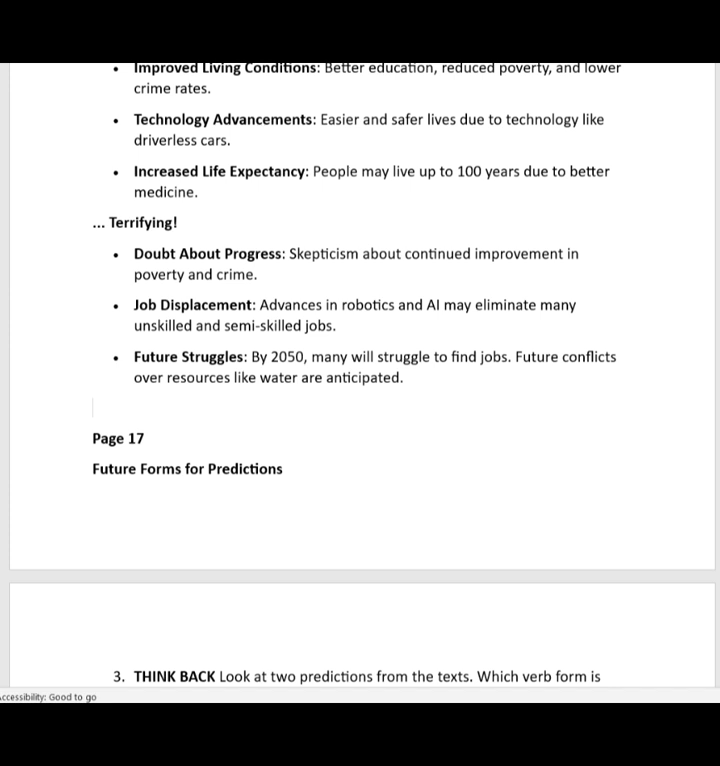 • Improved Living Conditions: Better education, reduced poverty, and lower
crime rates.
• Technology Advancements: Easier and safer lives due to technology like
driverless cars.
• Increased Life Expectancy: People may live up to 100 years due to better
medicine.
... Terrifying!
• Doubt About Progress: Skepticism about continued improvement in
poverty and crime.
• Job Displacement: Advances in robotics and AI may eliminate many
unskilled and semi-skilled jobs.
• Future Struggles: By 2050, many will struggle to find jobs. Future conflicts
over resources like water are anticipated.
Page 17
Future Forms for Predictions
3. THINK BACK Look at two predictions from the texts. Which verb form is
Accessibility: Good to go